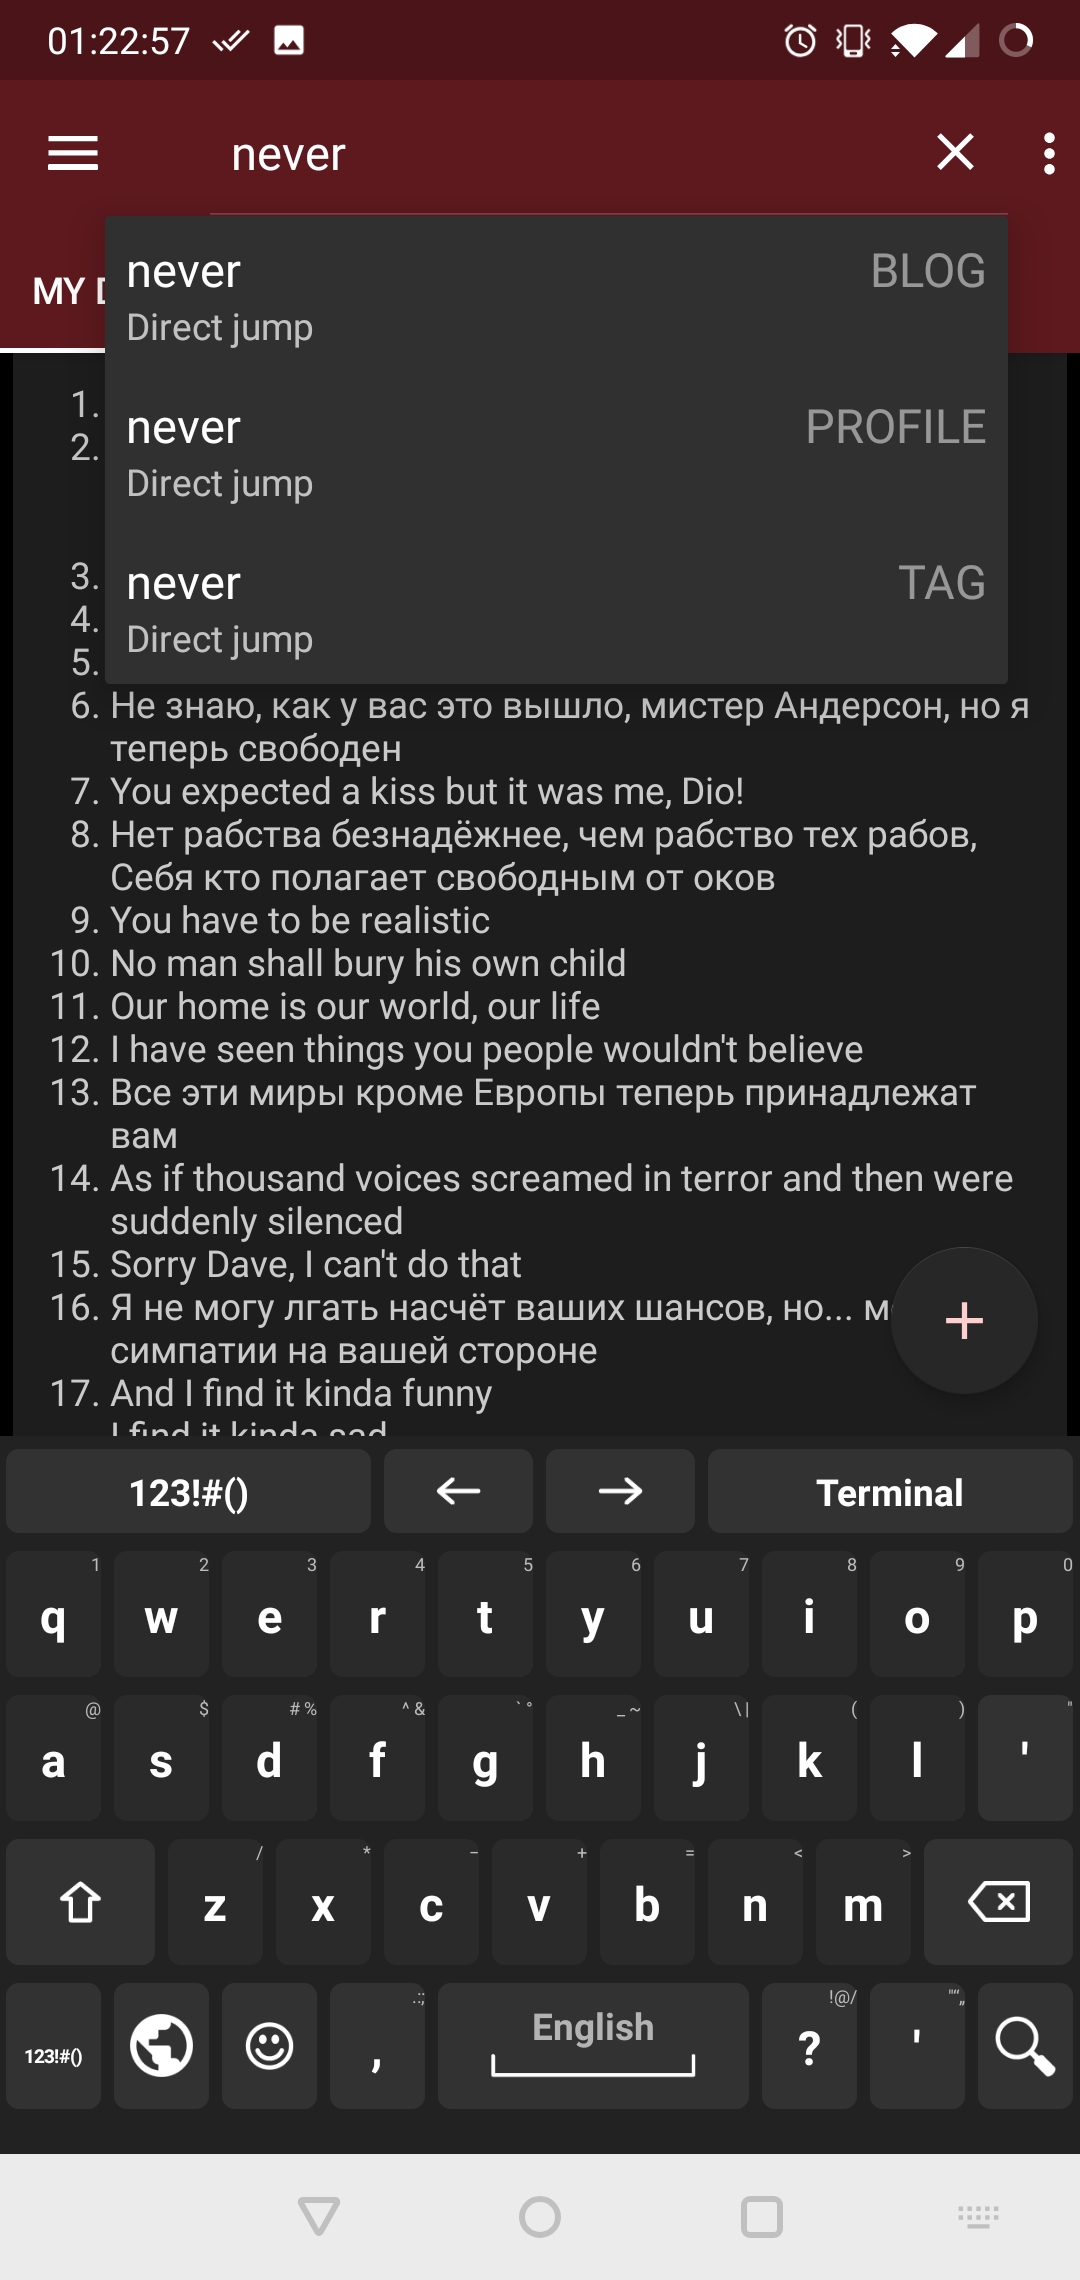 01:22:57
never
never BLOG
Direct jump
MY
never PROFILE
Direct jump
never TAG
Direct jump
1.
2.
3.
4.
5.
6. Не знаю, как у вас это вышло, мистер Андерсон, но я
теперь свободен
7. You expected a kiss but it was me, Dio!
8. Нет рабства безнадёжнее, чем рабство тех рабов,
Себя кто полагает свободным от оков
9. You have to be realistic
10. No man shall bury his own child
11. Our home is our world, our life
12. I have seen things you people wouldn't believe
13. Все эти миры кроме Европы теперь принадлежат
вам
14. As if thousand voices screamed in terror and then were
suddenly silenced
15. Sorry Dave, I can't do that
16. Я не могу лгать насчёт ваших шансов, но...
симпатии на вашей стороне
17. And I find it kinda funny
I find it kinda sad
123!#() ← → Terminal
1 2 3 4 5 6 7 8 9 0
q w e r t y u i o p
@ $ # % ^ & ` ° _ ~ \ | ( ) "
a s d f g h j k l '
/ * − + = < >
z x c v b n m
.:; English !@/ "“„
123!#() , ? '